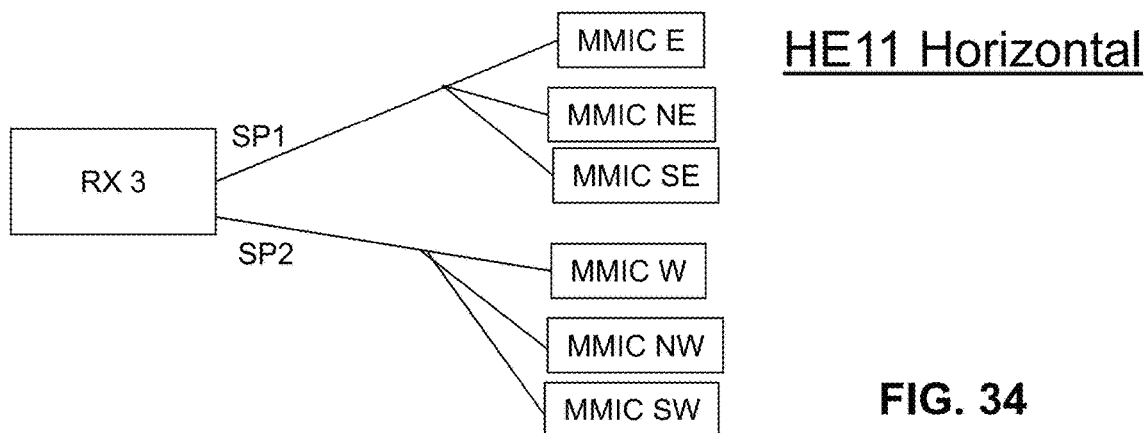 MMIC E
HE11 Horizontal
MMIC NE
SP1
MMIC SE
RX 3
SP2
MMIC W
MMIC NW
MMIC SW
FIG. 34